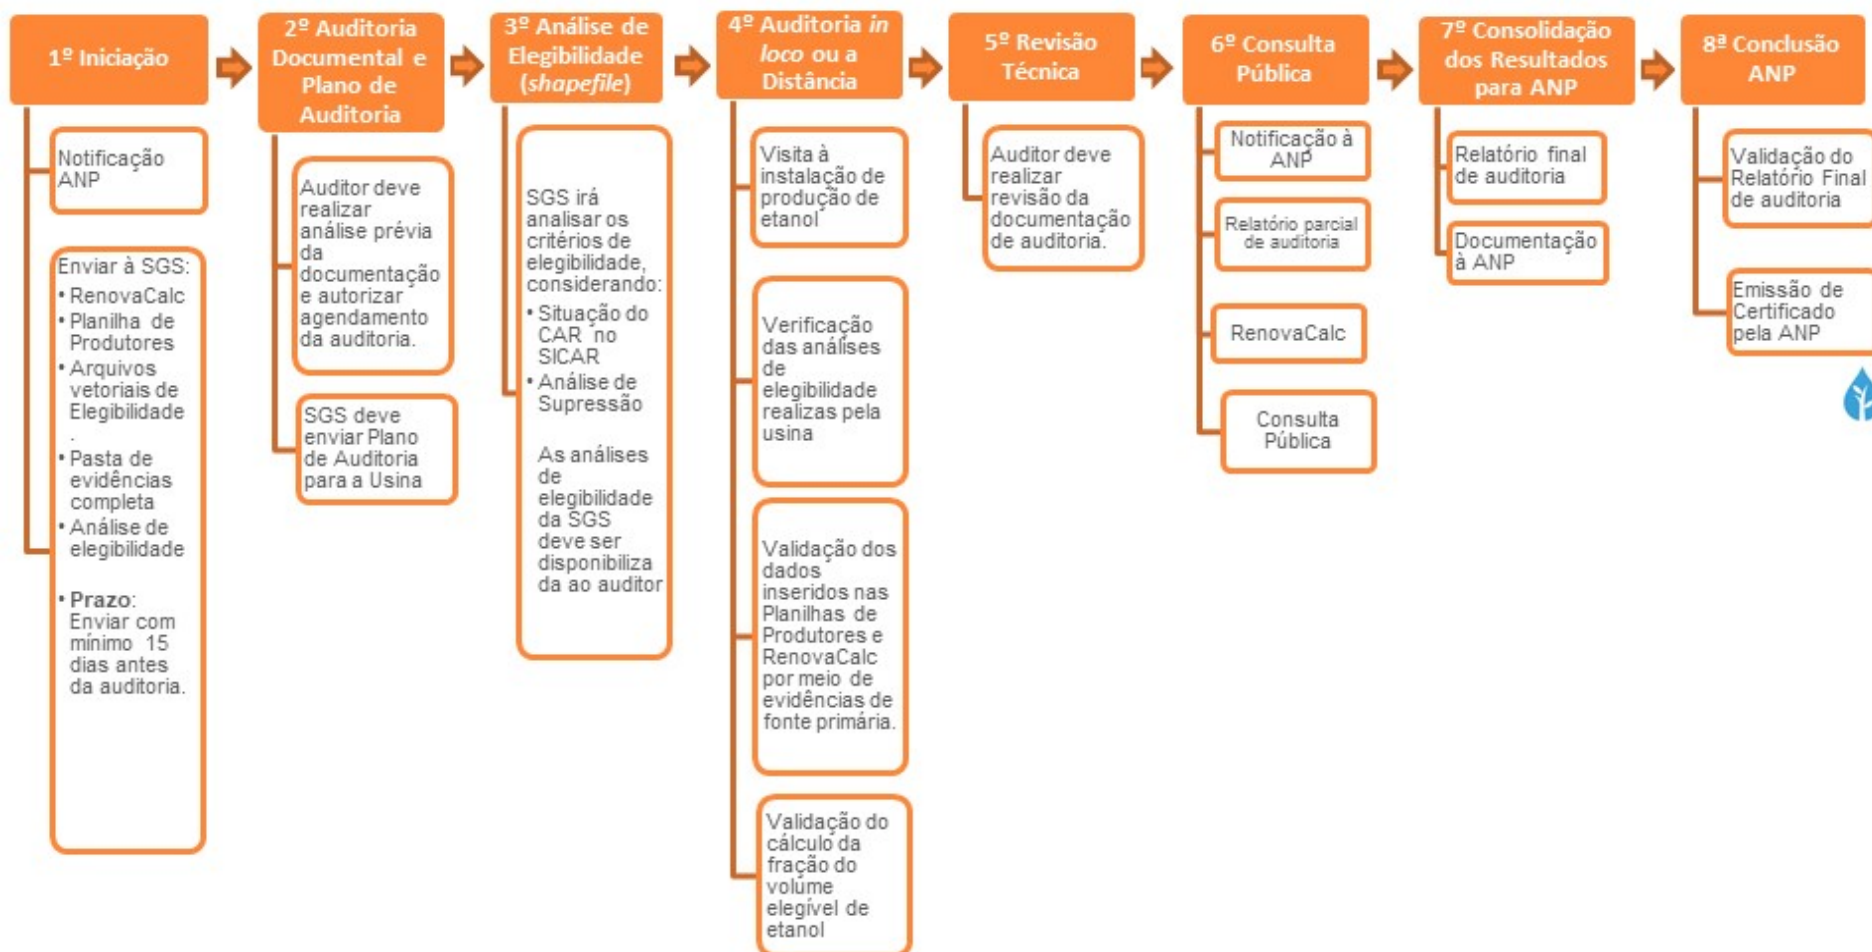 1º Iniciação
Notificação
ANP
Enviar à SGS:
• RenovaCalc
• Planilha de
Produtores
• Arquivos
vetoriais de
Elegibilidade
.
• Pasta de
evidências
completa
• Análise de
elegibilidade
• Prazo:
Enviar com
mínimo 15
dias antes
da auditoria.
2º Auditoria
Documental e
Plano de
Auditoria
Auditor deve
realizar
análise prévia
da
documentação
e autorizar
agendamento
da auditoria.
SGS deve
enviar Plano
de Auditoria
para a Usina
3º Análise de
Elegibilidade
(shapefile)
SGS irá
analisar os
critérios de
elegibilidade,
considerando:
• Situação do
CAR no
SICAR
• Análise de
Supressão
As análises
de
elegibilidade
da SGS
deve ser
disponibiliza
da ao auditor
4º Auditoria in
loco ou a
Distância
Visita à
instalação de
produção de
etanol
Verificação
das análises
de
elegibilidade
realizas pela
usina
Validação dos
dados
inseridos nas
Planilhas de
Produtores e
RenovaCalc
por meio de
evidências de
fonte primária.
Validação do
cálculo da
fração do
volume
elegível de
etanol
5º Revisão
Técnica
Auditor deve
realizar
revisão da
documentação
de auditoria.
6º Consulta
Pública
Notificação à
ANP
Relatório parcial
de auditoria
RenovaCalc
Consulta
Pública
7º Consolidação
dos Resultados
para ANP
Relatório final
de auditoria
Documentação
à ANP
8ª Conclusão
ANP
Validação do
Relatório Final
de auditoria
Emissão de
Certificado
pela ANP